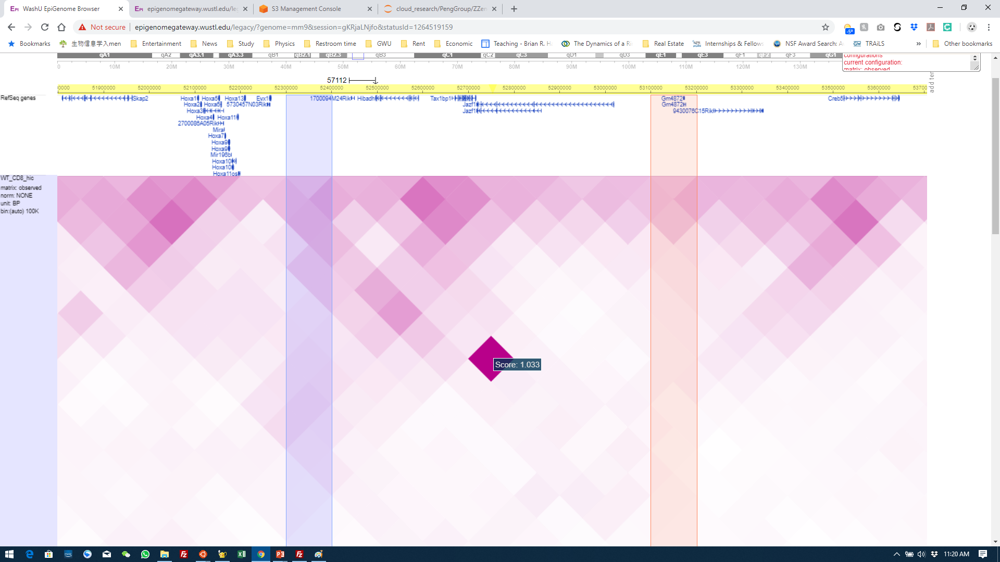 WashU EpiGenome Browser
epigenomegateway.wustl.edu/leg
S3 Management Console
cloud_research/PengGroup/ZZen
Not secure
epigenomegateway.wustl.edu/legacy/?genome=mm9&session=gKRjaLNjfo&statusId=1264519159
-5°
Bookmarks
生物信息学入men
Entertainment
News
Study
Physics
Restroom time
GWU
Rent
Economic
Teaching - Brian R. H
The Dynamics of a Ri
Real Estate
Internships & Fellows
NSF Award Search: A
TRAiLS
Other bookmarks
qA1 qA2 qA3.1 qA3.3 qB1 qB2.1 qB2.3 qB3 qC1 qC2 qC3 qD1 qD3 qE1 qE3 qF1 qF2 qF3 qG1
configurations
current configuration:
matrix: observed
0 10M 20M 30M 40M 50M 60M 70M 80M 90M 100M 110M 120M 130M
add ter
57112
00000 51900000 52000000 52100000 52200000 52300000 52400000 52500000 52600000 52700000 52800000 52900000 53000000 53100000 53200000 53300000 53400000 53500000 53600000 53700
RefSeq genes
Skap2 Hoxa1 Hoxa5 Hoxa13 Evx1 1700094M24Rik Hibadh Tax1bp1 Gm4872 Creb5
Hoxa2 Hoxa6 5730457N03Rik Jazf1 Gm4872
Hoxa3 Jazf1 9430076C15Rik
Hoxa4 Hoxa11
2700086A05Rik
Mira
Hoxa7
Hoxa9
Hoxa9
Mir196b
Hoxa10
Hoxa10
Hoxa11os
WT_CD8_hic
matrix: observed
norm: NONE
unit: BP
bin:(auto) 100K
Score: 1.033
11:20 AM